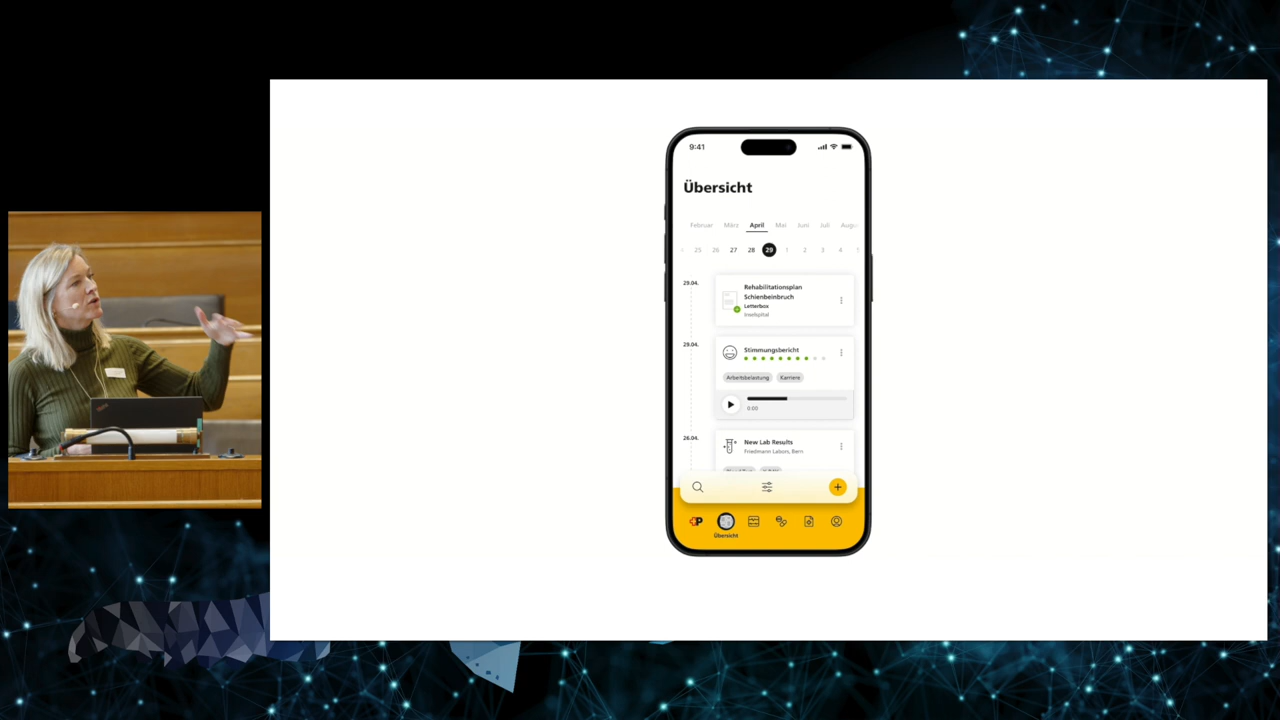 9:41
Übersicht
Februar März April Mai Juni Juli
25 26 27 28 29 1 2 3 4
29.04.
Rehabilitationsplan
Schienbeinbruch
Letterbox
Inselspital
29.04.
Stimmungsbericht
Arbeitsbelastung Karriere
0:00
26.04.
New Lab Results
Friedmann Labors, Bern
P
Übersicht